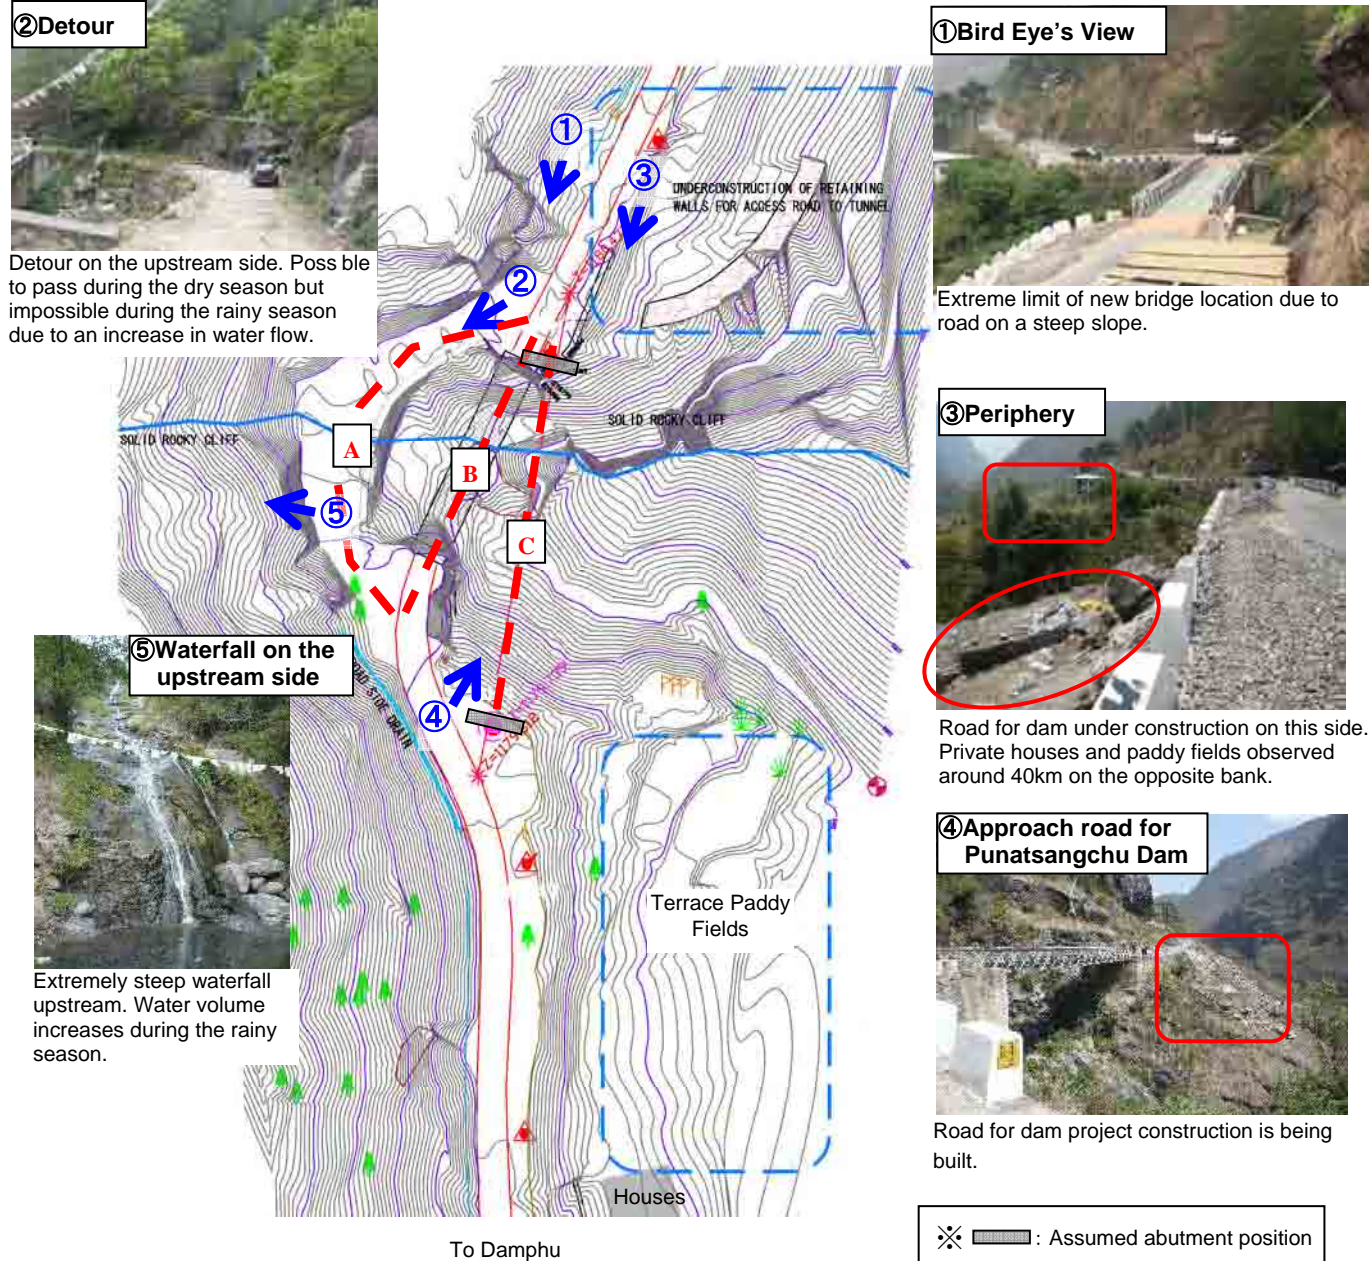 ②Detour
Detour on the upstream side. Poss ble
to pass during the dry season but
impossible during the rainy season
due to an increase in water flow.
①Bird Eye's View
Extreme limit of new bridge location due to
road on a steep slope.
①
③
UNDERCONSTRUCTION OF RETAINING
WALLS FOR ACCESS ROAD TO TUNNEL
②
SOLID ROCKY CLIFF
SOLID ROCKY CLIFF
A
B
C
⑤
④
③Periphery
Road for dam under construction on this side.
Private houses and paddy fields observed
around 40km on the opposite bank.
⑤Waterfall on the
upstream side
Extremely steep waterfall
upstream. Water volume
increases during the rainy
season.
ROAD SIDE DRAIN
④Approach road for
Punatsangchu Dam
Road for dam project construction is being
built.
Terrace Paddy
Fields
Houses
To Damphu
※ : Assumed abutment position